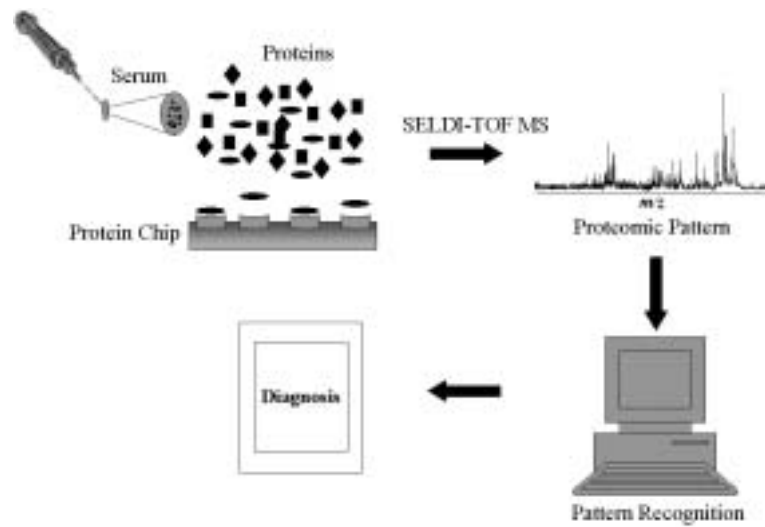 Proteins
Serum
SELDI-TOF MS
m/z
Protein Chip
Proteomic Pattern
Diagnosis
Pattern Recognition